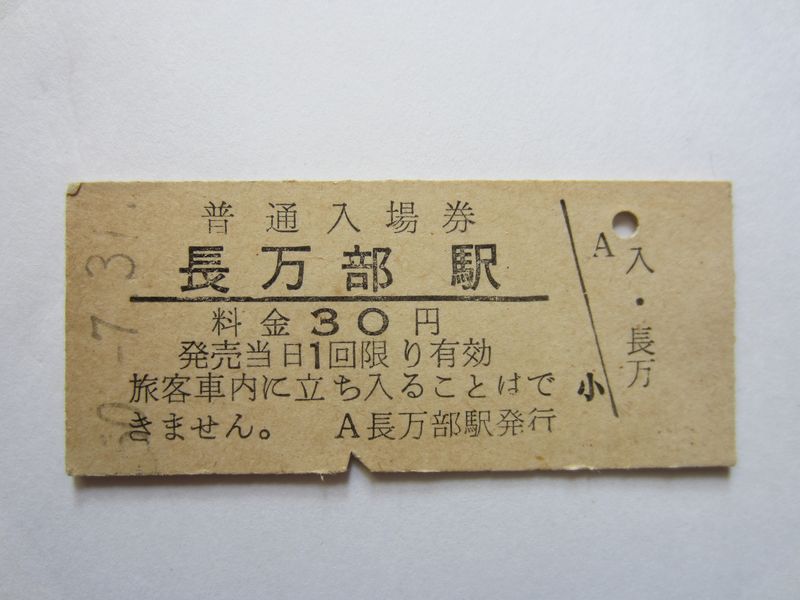 普通入場券
長万部駅
料金30円
発売当日1回限り有効
旅客車内に立ち入ることはで
きません。 A長万部駅発行
小
A
入・長万